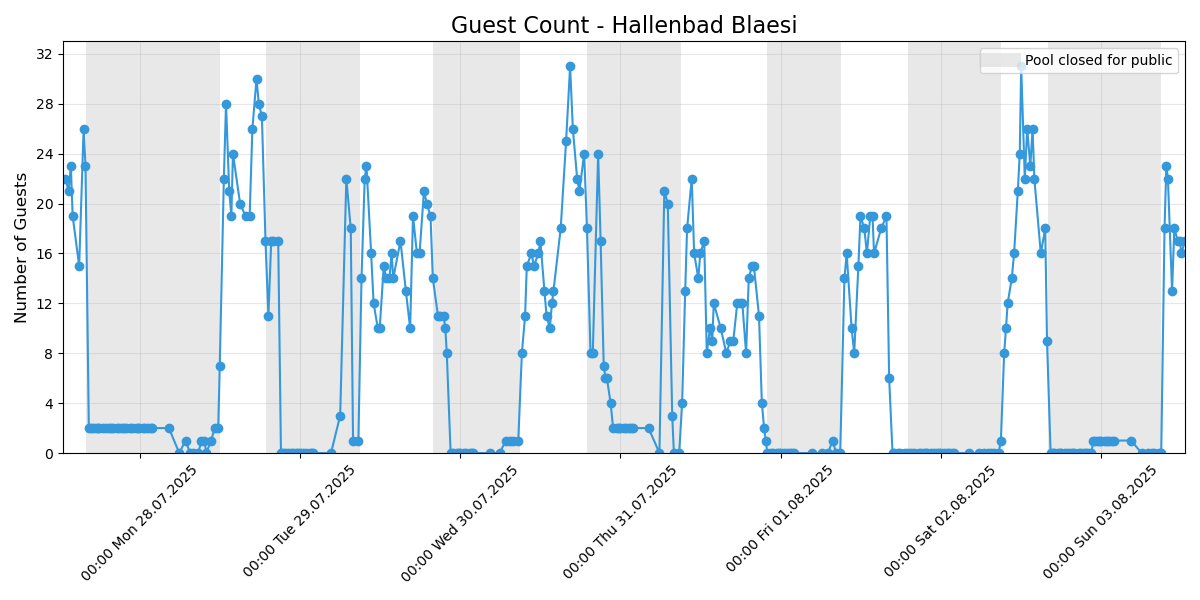 Guest Count - Hallenbad Blaesi
Pool closed for public
Number of Guests
32
28
24
20
16
12
8
4
0
00:00 Mon 28.07.2025
00:00 Tue 29.07.2025
00:00 Wed 30.07.2025
00:00 Thu 31.07.2025
00:00 Fri 01.08.2025
00:00 Sat 02.08.2025
00:00 Sun 03.08.2025